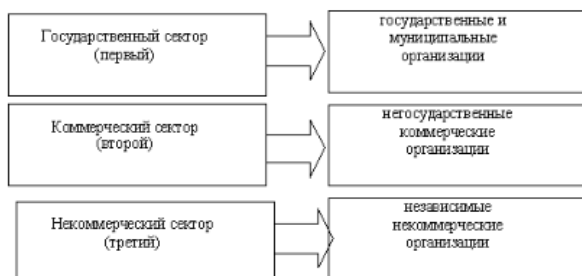 Государственный сектор
(первый)
государственные и
муниципальные
организации
Коммерческий сектор
(второй)
негосударственные
коммерческие
организации
Некоммерческий сектор
(третий)
независимые
некоммерческие
организации